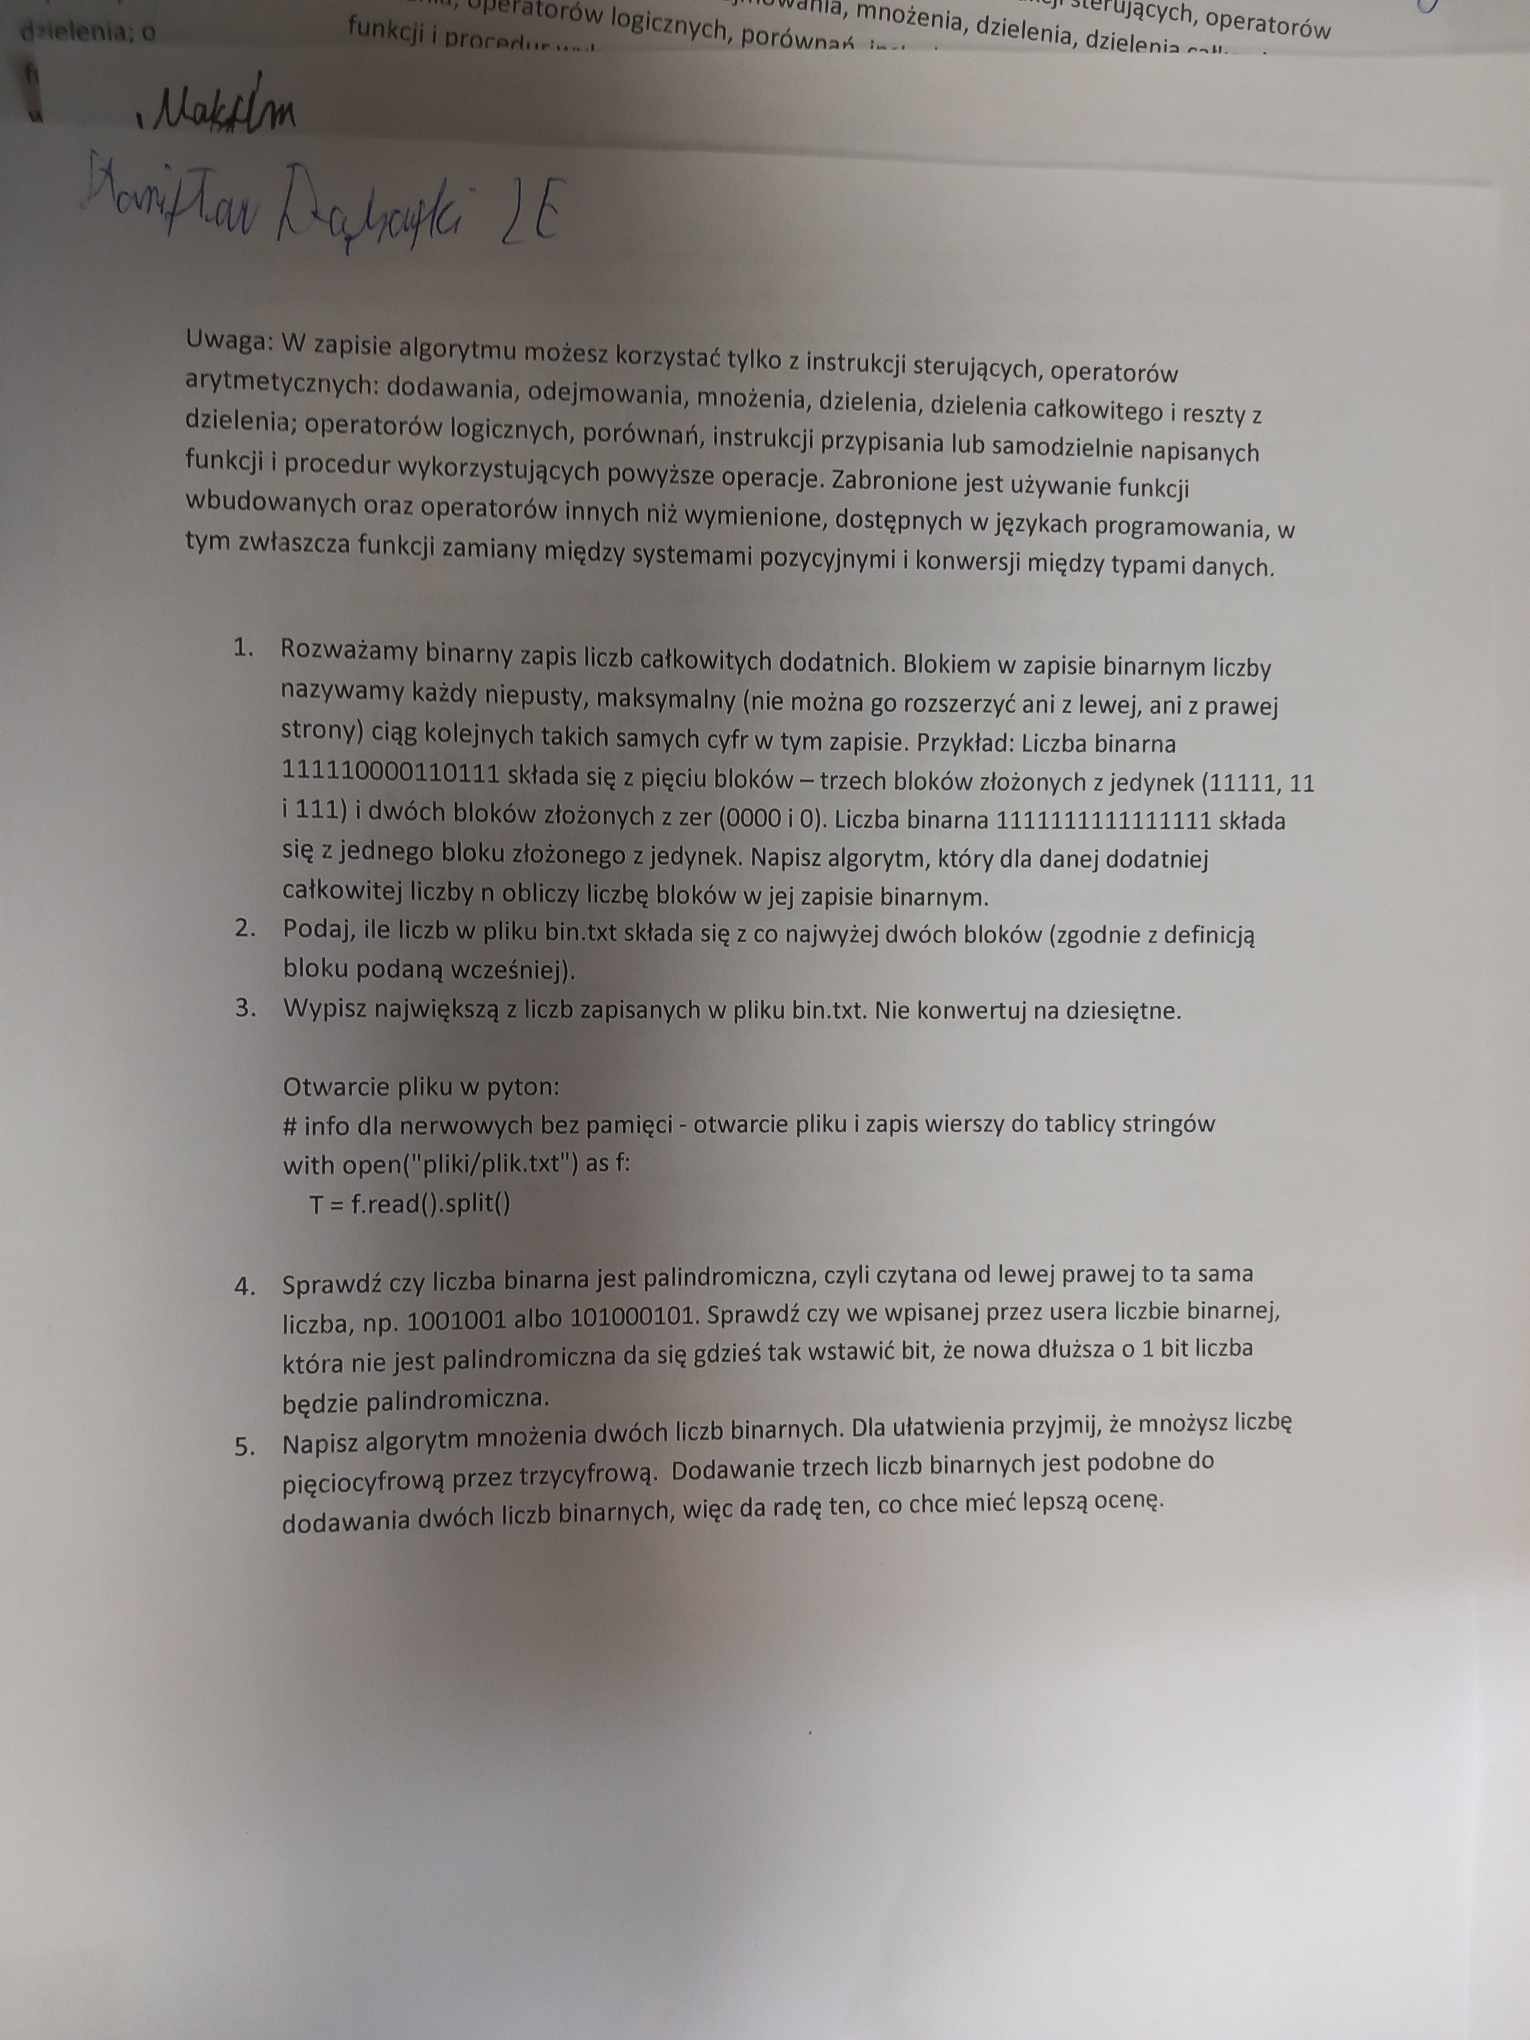 dzielenia; o
mnożenia, dzielenia, dzielenia
sterujących, operatorów
operatorów logicznych, porównań
funkcji i procedur
Maksim
Dąbrowski 2E
Uwaga: W zapisie algorytmu możesz korzystać tylko z instrukcji sterujących, operatorów
arytmetycznych: dodawania, odejmowania, mnożenia, dzielenia, dzielenia całkowitego i reszty z
dzielenia; operatorów logicznych, porównań, instrukcji przypisania lub samodzielnie napisanych
funkcji i procedur wykorzystujących powyższe operacje. Zabronione jest używanie funkcji
wbudowanych oraz operatorów innych niż wymienione, dostępnych w językach programowania, w
tym zwłaszcza funkcji zamiany między systemami pozycyjnymi i konwersji między typami danych.
1. Rozważamy binarny zapis liczb całkowitych dodatnich. Blokiem w zapisie binarnym liczby
nazywamy każdy niepusty, maksymalny (nie można go rozszerzyć ani z lewej, ani z prawej
strony) ciąg kolejnych takich samych cyfr w tym zapisie. Przykład: Liczba binarna
111110000110111 składa się z pięciu bloków – trzech bloków złożonych z jedynek (11111, 11
i 111) i dwóch bloków złożonych z zer (0000 i 0). Liczba binarna 1111111111111111 składa
się z jednego bloku złożonego z jedynek. Napisz algorytm, który dla danej dodatniej
całkowitej liczby n obliczy liczbę bloków w jej zapisie binarnym.
2. Podaj, ile liczb w pliku bin.txt składa się z co najwyżej dwóch bloków (zgodnie z definicją
bloku podaną wcześniej).
3. Wypisz największą z liczb zapisanych w pliku bin.txt. Nie konwertuj na dziesiętne.
Otwarcie pliku w pyton:
# info dla nerwowych bez pamięci - otwarcie pliku i zapis wierszy do tablicy stringów
with open("pliki/plik.txt") as f:
T = f.read().split()
4. Sprawdź czy liczba binarna jest palindromiczna, czyli czytana od lewej prawej to ta sama
liczba, np. 1001001 albo 101000101. Sprawdź czy we wpisanej przez usera liczbie binarnej,
która nie jest palindromiczna da się gdzieś tak wstawić bit, że nowa dłuższa o 1 bit liczba
będzie palindromiczna.
5. Napisz algorytm mnożenia dwóch liczb binarnych. Dla ułatwienia przyjmij, że mnożysz liczbę
pięciocyfrową przez trzycyfrową. Dodawanie trzech liczb binarnych jest podobne do
dodawania dwóch liczb binarnych, więc da radę ten, co chce mieć lepszą ocenę.